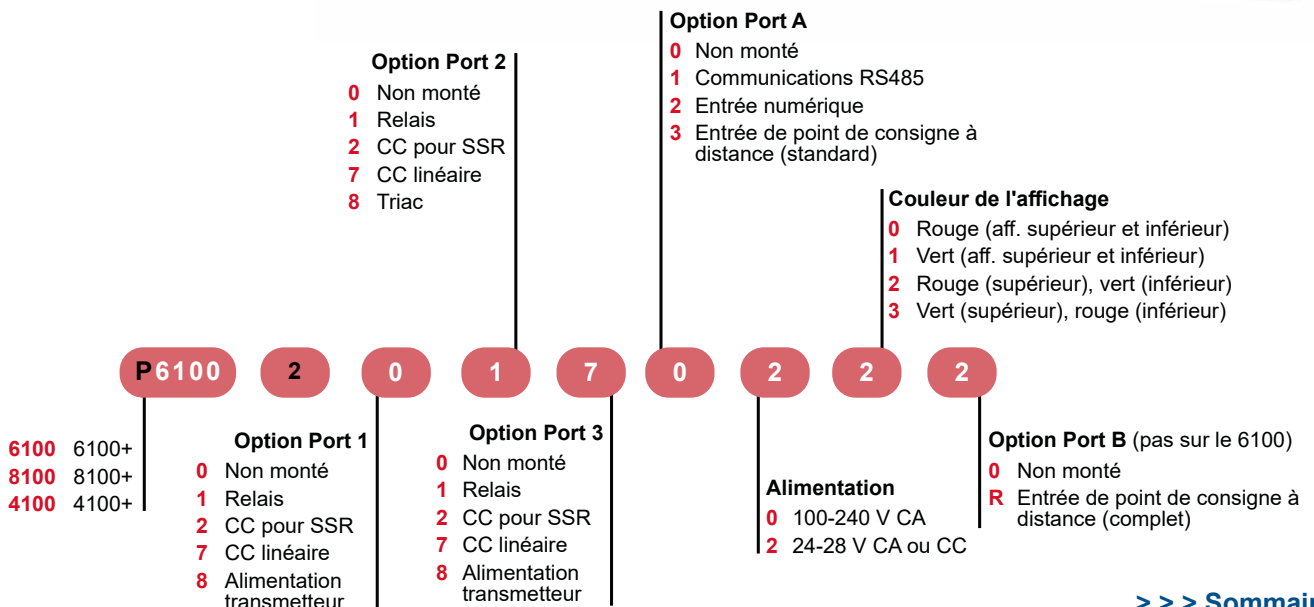 Option Port A
0 Non monté
1 Communications RS485
2 Entrée numérique
3 Entrée de point de consigne à
distance (standard)
Option Port 2
0 Non monté
1 Relais
2 CC pour SSR
7 CC linéaire
8 Triac
Couleur de l'affichage
0 Rouge (aff. supérieur et inférieur)
1 Vert (aff. supérieur et inférieur)
2 Rouge (supérieur), vert (inférieur)
3 Vert (supérieur), rouge (inférieur)
P6100 2 0 1 7 0 2 2 2
6100 6100+
8100 8100+
4100 4100+
Option Port 1
0 Non monté
1 Relais
2 CC pour SSR
7 CC linéaire
8 Alimentation
transmetteur
Option Port 3
0 Non monté
1 Relais
2 CC pour SSR
7 CC linéaire
8 Alimentation
transmetteur
Alimentation
0 100-240 V CA
2 24-28 V CA ou CC
Option Port B (pas sur le 6100)
0 Non monté
R Entrée de point de consigne à
distance (complet)
> > > Sommair